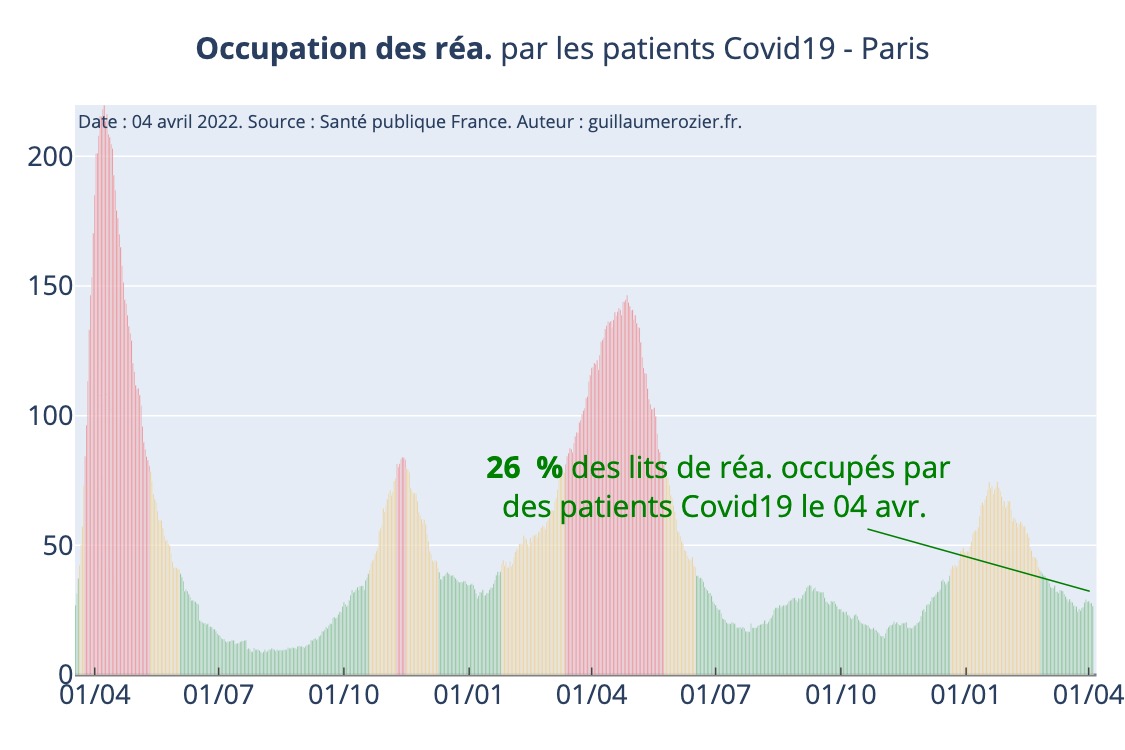 Occupation des réa. par les patients Covid19 - Paris
Date : 04 avril 2022. Source : Santé publique France. Auteur : guillaumerozier.fr.
200
150
100
26 % des lits de réa. occupés par
des patients Covid19 le 04 avr.
50
0
01/04 01/07 01/10 01/01 01/04 01/07 01/10 01/01 01/04